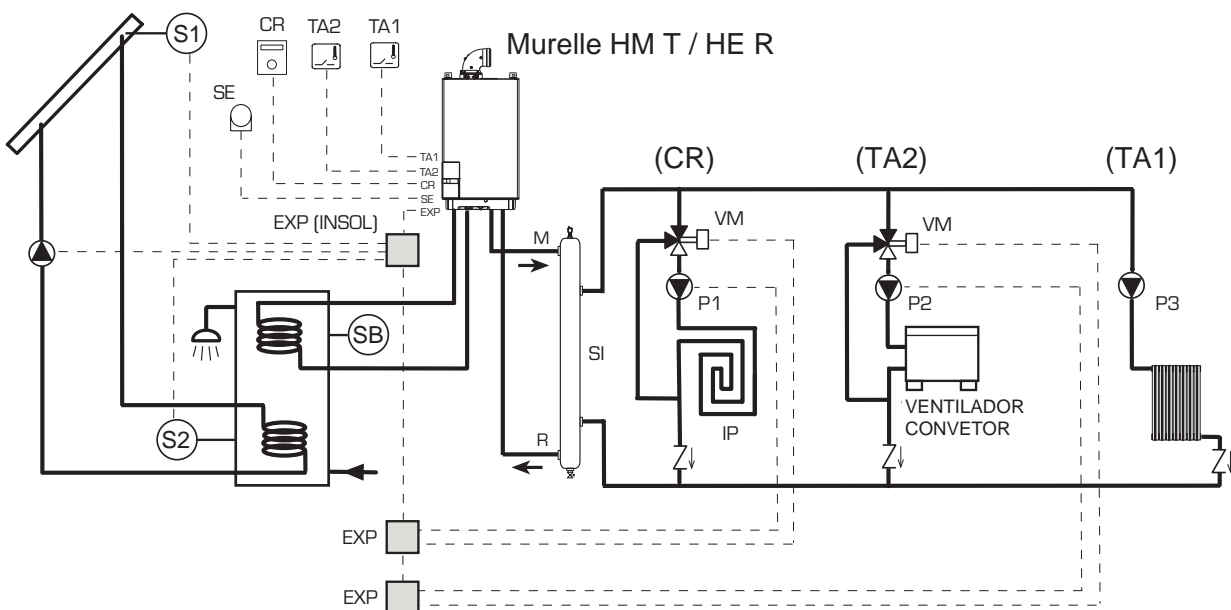 S1
CR
TA2
TA1
Murelle HM T / HE R
SE
TA1
TA2
CR
SE
EXP
EXP (INSOL)
(CR)
(TA2)
(TA1)
M
VM
VM
P1
P2
P3
SB
SI
S2
R
IP
VENTILADOR
CONVETOR
EXP
EXP